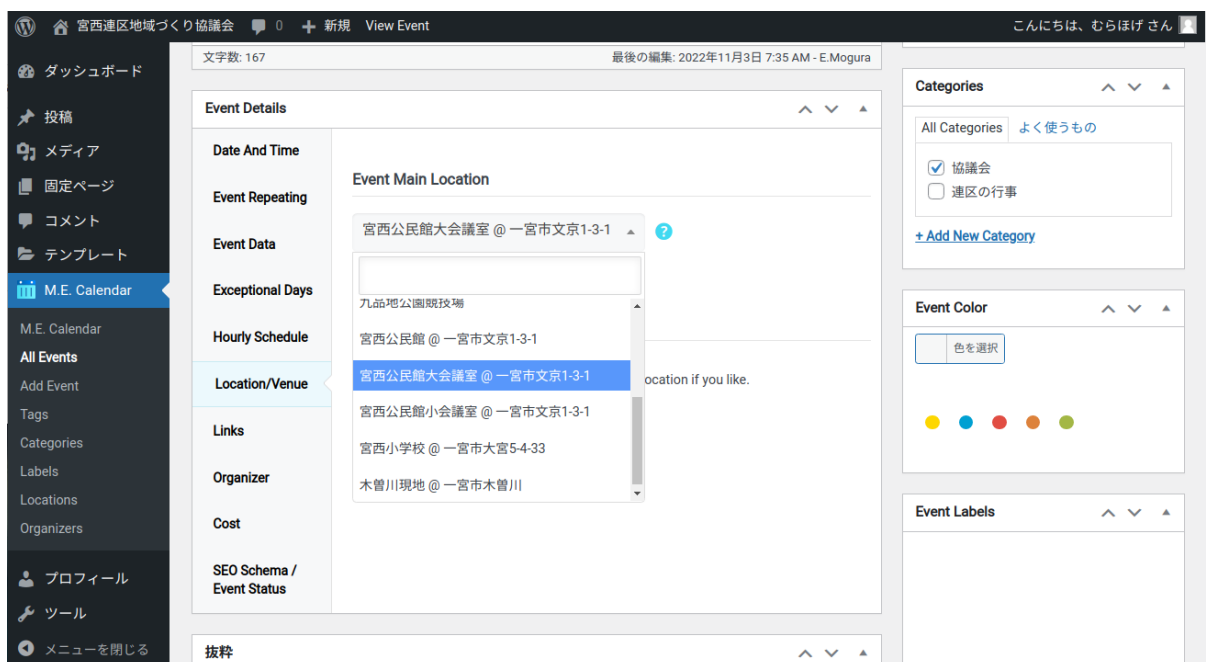 宮西連区地域づくり協議会 0 新規 View Event こんにちは、むらほげ さん
ダッシュボード
投稿
メディア
固定ページ
コメント
テンプレート
M.E. Calendar
M.E. Calendar
All Events
Add Event
Tags
Categories
Labels
Locations
Organizers
プロフィール
ツール
メニューを閉じる
文字数: 167 最後の編集: 2022年11月3日 7:35 AM - E.Mogura
Event Details
Date And Time
Event Repeating
Event Data
Exceptional Days
Hourly Schedule
Location/Venue
Links
Organizer
Cost
SEO Schema /
Event Status
Event Main Location
宮西公民館大会議室 @ 一宮市文京1-3-1 ?
九品地公園競技場
宮西公民館 @ 一宮市文京1-3-1
宮西公民館大会議室 @ 一宮市文京1-3-1
ocation if you like.
宮西公民館小会議室 @ 一宮市文京1-3-1
宮西小学校 @ 一宮市大宮5-4-33
木曽川現地 @ 一宮市木曽川
抜粋
Categories
All Categories よく使うもの
協議会
連区の行事
+ Add New Category
Event Color
色を選択
Event Labels